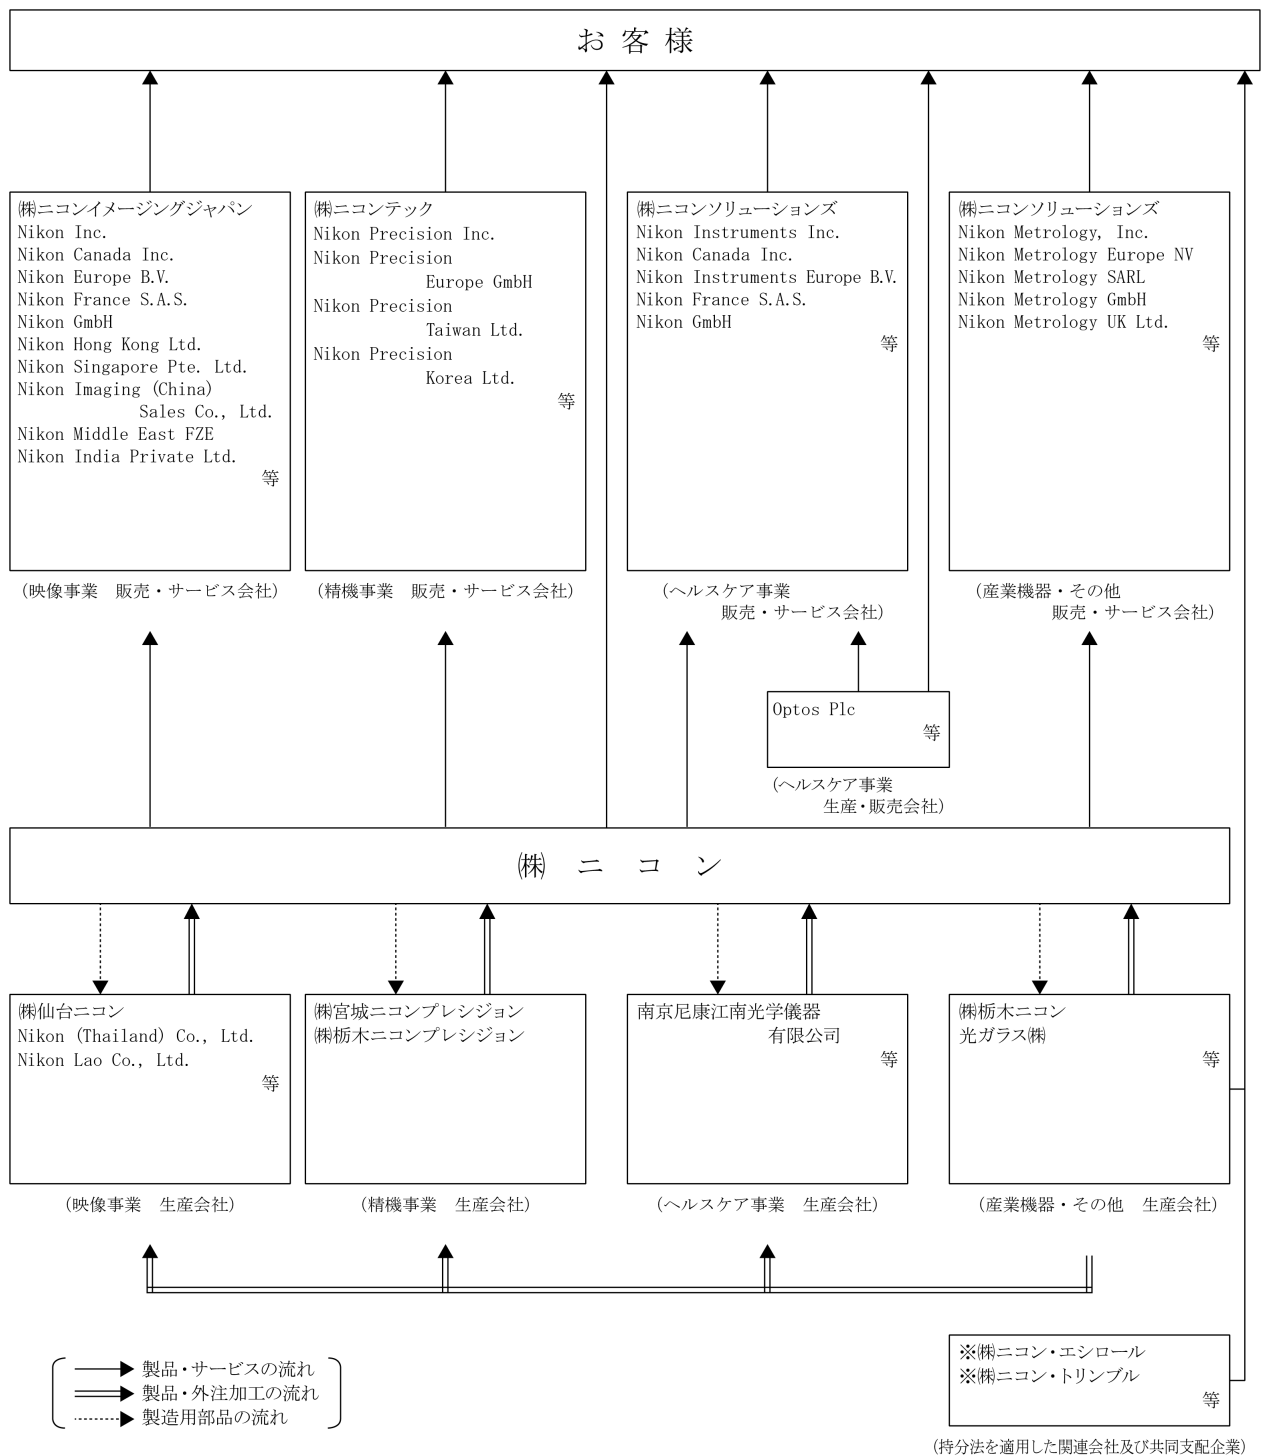 お客様
㈱ニコンイメージングジャパン
Nikon Inc.
Nikon Canada Inc.
Nikon Europe B.V.
Nikon France S.A.S.
Nikon GmbH
Nikon Hong Kong Ltd.
Nikon Singapore Pte. Ltd.
Nikon Imaging (China)
Sales Co., Ltd.
Nikon Middle East FZE
Nikon India Private Ltd.
等
(映像事業　販売・サービス会社)
㈱ニコンテック
Nikon Precision Inc.
Nikon Precision
Europe GmbH
Nikon Precision
Taiwan Ltd.
Nikon Precision
Korea Ltd.
等
(精機事業　販売・サービス会社)
㈱ニコンソリューションズ
Nikon Instruments Inc.
Nikon Canada Inc.
Nikon Instruments Europe B.V.
Nikon France S.A.S.
Nikon GmbH
等
(ヘルスケア事業
販売・サービス会社)
㈱ニコンソリューションズ
Nikon Metrology, Inc.
Nikon Metrology Europe NV
Nikon Metrology SARL
Nikon Metrology GmbH
Nikon Metrology UK Ltd.
等
(産業機器・その他
販売・サービス会社)
Optos Plc
等
(ヘルスケア事業
生産・販売会社)
㈱ニコン
㈱仙台ニコン
Nikon (Thailand) Co., Ltd.
Nikon Lao Co., Ltd.
等
(映像事業　生産会社)
㈱宮城ニコンプレシジョン
㈱栃木ニコンプレシジョン
(精機事業　生産会社)
南京尼康江南光学儀器
有限公司
等
(ヘルスケア事業　生産会社)
㈱栃木ニコン
光ガラス㈱
等
(産業機器・その他　生産会社)
製品・サービスの流れ
製品・外注加工の流れ
製造用部品の流れ
※㈱ニコン・エシロール
※㈱ニコン・トリンブル
等
(持分法を適用した関連会社及び共同支配企業)